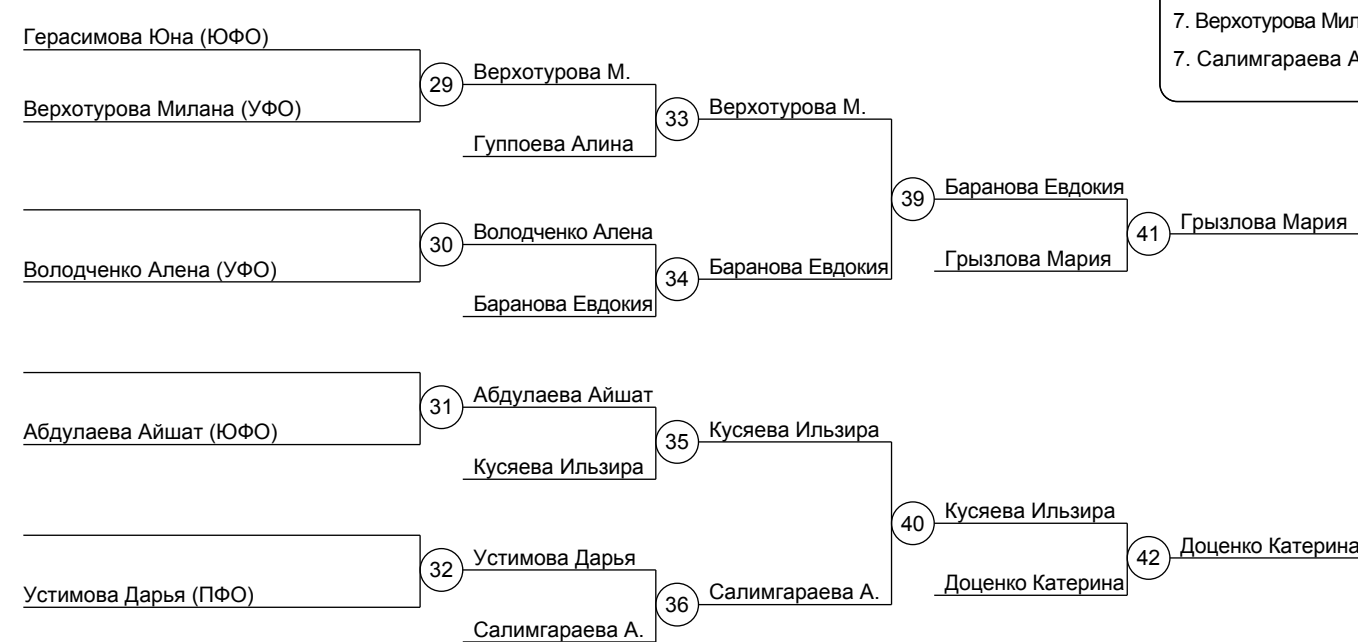 7. Верхотурова Мил
7. Салимгараева А
Герасимова Юна (ЮФО)
29
Верхотурова М.
Верхотурова Милана (УФО)
33
Верхотурова М.
Гуппоева Алина
39
Баранова Евдокия
30
Володченко Алена
41
Грызлова Мария
Володченко Алена (УФО)
34
Баранова Евдокия
Грызлова Мария
Баранова Евдокия
31
Абдулаева Айшат
Абдулаева Айшат (ЮФО)
35
Кусяева Ильзира
Кусяева Ильзира
40
Кусяева Ильзира
32
Устимова Дарья
42
Доценко Катерина
Устимова Дарья (ПФО)
36
Салимгараева А.
Доценко Катерина
Салимгараева А.